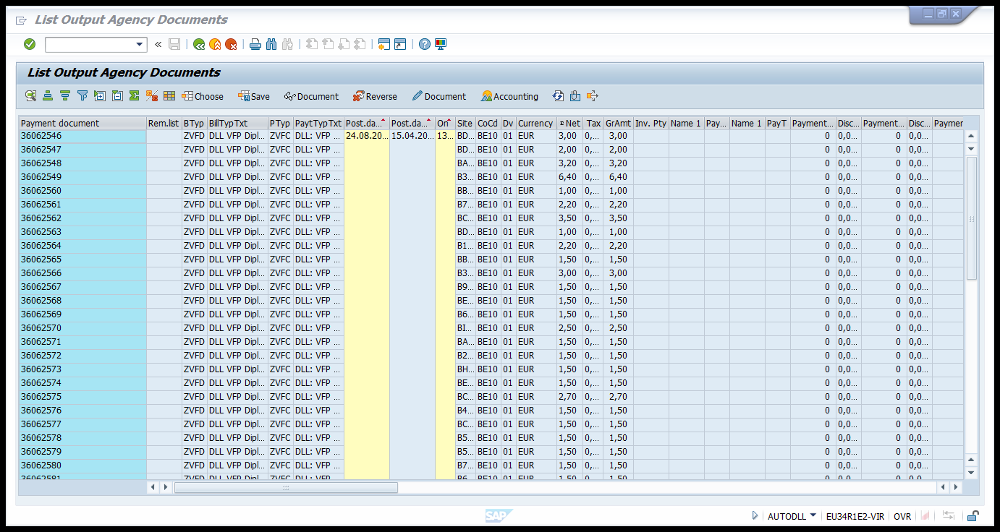 List Output Agency Documents
List Output Agency Documents
Choose Save Document Reverse Document Accounting
Payment document Rem.list BTyp BillTypTxt PTyp PaytTypTxt Post.da... Post.da... On Site CoCd Dv Currency Net Tax GrAmt Inv. Pty Name 1 Pay... Name 1 PayT Payment... Disc... Payment... Disc... Paymer
36062546 ZVFD DLL VFP Dipl... ZVFC DLL: VFP ... 24.08.20... 15.04.20... 13... BD... BE10 01 EUR 3,00 0,... 3,00 0 0,0... 0 0,0...
36062547 ZVFD DLL VFP Dipl... ZVFC DLL: VFP ... BD... BE10 01 EUR 2,00 0,... 2,00 0 0,0... 0 0,0...
36062548 ZVFD DLL VFP Dipl... ZVFC DLL: VFP ... BA... BE10 01 EUR 3,20 0,... 3,20 0 0,0... 0 0,0...
36062549 ZVFD DLL VFP Dipl... ZVFC DLL: VFP ... B3... BE10 01 EUR 6,40 0,... 6,40 0 0,0... 0 0,0...
36062560 ZVFD DLL VFP Dipl... ZVFC DLL: VFP ... BB... BE10 01 EUR 1,00 0,... 1,00 0 0,0... 0 0,0...
36062561 ZVFD DLL VFP Dipl... ZVFC DLL: VFP ... B7... BE10 01 EUR 2,20 0,... 2,20 0 0,0... 0 0,0...
36062562 ZVFD DLL VFP Dipl... ZVFC DLL: VFP ... BC... BE10 01 EUR 3,50 0,... 3,50 0 0,0... 0 0,0...
36062563 ZVFD DLL VFP Dipl... ZVFC DLL: VFP ... BD... BE10 01 EUR 1,00 0,... 1,00 0 0,0... 0 0,0...
36062564 ZVFD DLL VFP Dipl... ZVFC DLL: VFP ... B1... BE10 01 EUR 2,20 0,... 2,20 0 0,0... 0 0,0...
36062565 ZVFD DLL VFP Dipl... ZVFC DLL: VFP ... BB... BE10 01 EUR 1,50 0,... 1,50 0 0,0... 0 0,0...
36062566 ZVFD DLL VFP Dipl... ZVFC DLL: VFP ... B3... BE10 01 EUR 3,00 0,... 3,00 0 0,0... 0 0,0...
36062567 ZVFD DLL VFP Dipl... ZVFC DLL: VFP ... B9... BE10 01 EUR 1,50 0,... 1,50 0 0,0... 0 0,0...
36062568 ZVFD DLL VFP Dipl... ZVFC DLL: VFP ... BE... BE10 01 EUR 1,50 0,... 1,50 0 0,0... 0 0,0...
36062569 ZVFD DLL VFP Dipl... ZVFC DLL: VFP ... B6... BE10 01 EUR 1,50 0,... 1,50 0 0,0... 0 0,0...
36062570 ZVFD DLL VFP Dipl... ZVFC DLL: VFP ... BI... BE10 01 EUR 2,50 0,... 2,50 0 0,0... 0 0,0...
36062571 ZVFD DLL VFP Dipl... ZVFC DLL: VFP ... BA... BE10 01 EUR 1,50 0,... 1,50 0 0,0... 0 0,0...
36062572 ZVFD DLL VFP Dipl... ZVFC DLL: VFP ... B2... BE10 01 EUR 1,50 0,... 1,50 0 0,0... 0 0,0...
36062573 ZVFD DLL VFP Dipl... ZVFC DLL: VFP ... BH... BE10 01 EUR 1,50 0,... 1,50 0 0,0... 0 0,0...
36062574 ZVFD DLL VFP Dipl... ZVFC DLL: VFP ... BE... BE10 01 EUR 1,50 0,... 1,50 0 0,0... 0 0,0...
36062575 ZVFD DLL VFP Dipl... ZVFC DLL: VFP ... BC... BE10 01 EUR 2,70 0,... 2,70 0 0,0... 0 0,0...
36062576 ZVFD DLL VFP Dipl... ZVFC DLL: VFP ... B4... BE10 01 EUR 1,50 0,... 1,50 0 0,0... 0 0,0...
36062577 ZVFD DLL VFP Dipl... ZVFC DLL: VFP ... BC... BE10 01 EUR 1,50 0,... 1,50 0 0,0... 0 0,0...
36062578 ZVFD DLL VFP Dipl... ZVFC DLL: VFP ... B5... BE10 01 EUR 1,50 0,... 1,50 0 0,0... 0 0,0...
36062579 ZVFD DLL VFP Dipl... ZVFC DLL: VFP ... B5... BE10 01 EUR 1,50 0,... 1,50 0 0,0... 0 0,0...
36062580 ZVFD DLL VFP Dipl... ZVFC DLL: VFP ... B7... BE10 01 EUR 1,50 0,... 1,50 0 0,0... 0 0,0...
36062581 ZVFD DLL VFP Dipl... ZVFC DLL: VFP ... B6... BE10 01 EUR 1,50 0,... 1,50 0 0,0... 0 0,0...
SAP AUTODLL EU34R1E2-VIR OVR